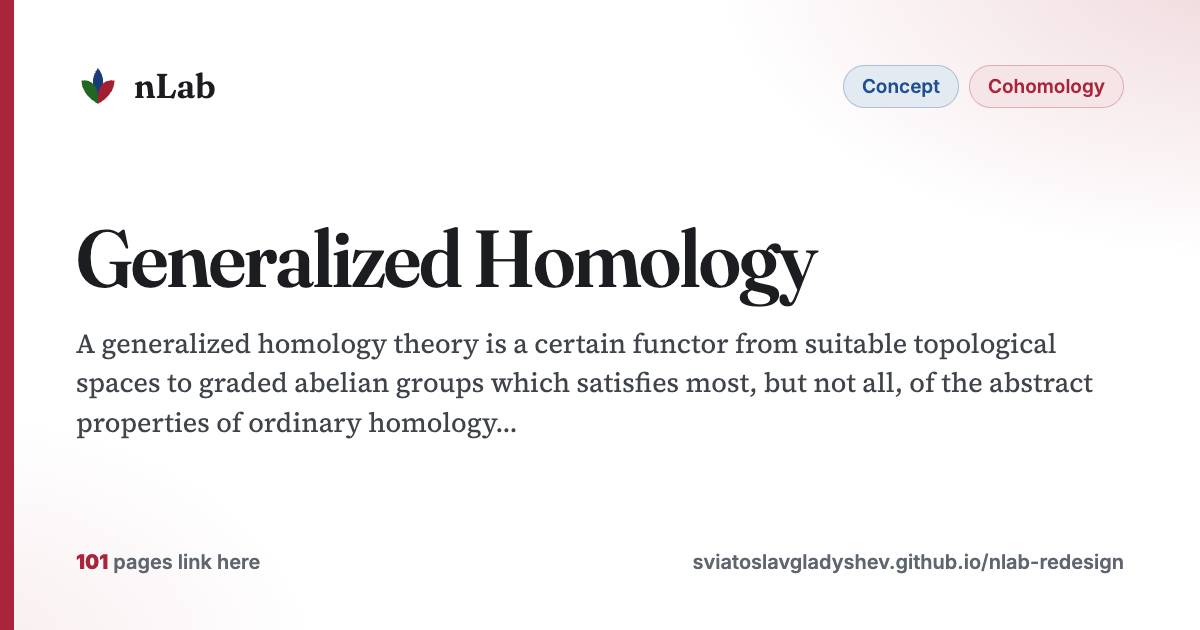 nLab
Concept
Cohomology
Generalized Homology
A generalized homology theory is a certain functor from suitable topological
spaces to graded abelian groups which satisfies most, but not all, of the abstract
properties of ordinary homology...
101 pages link here
sviatoslavgladyshev.github.io/nlab-redesign